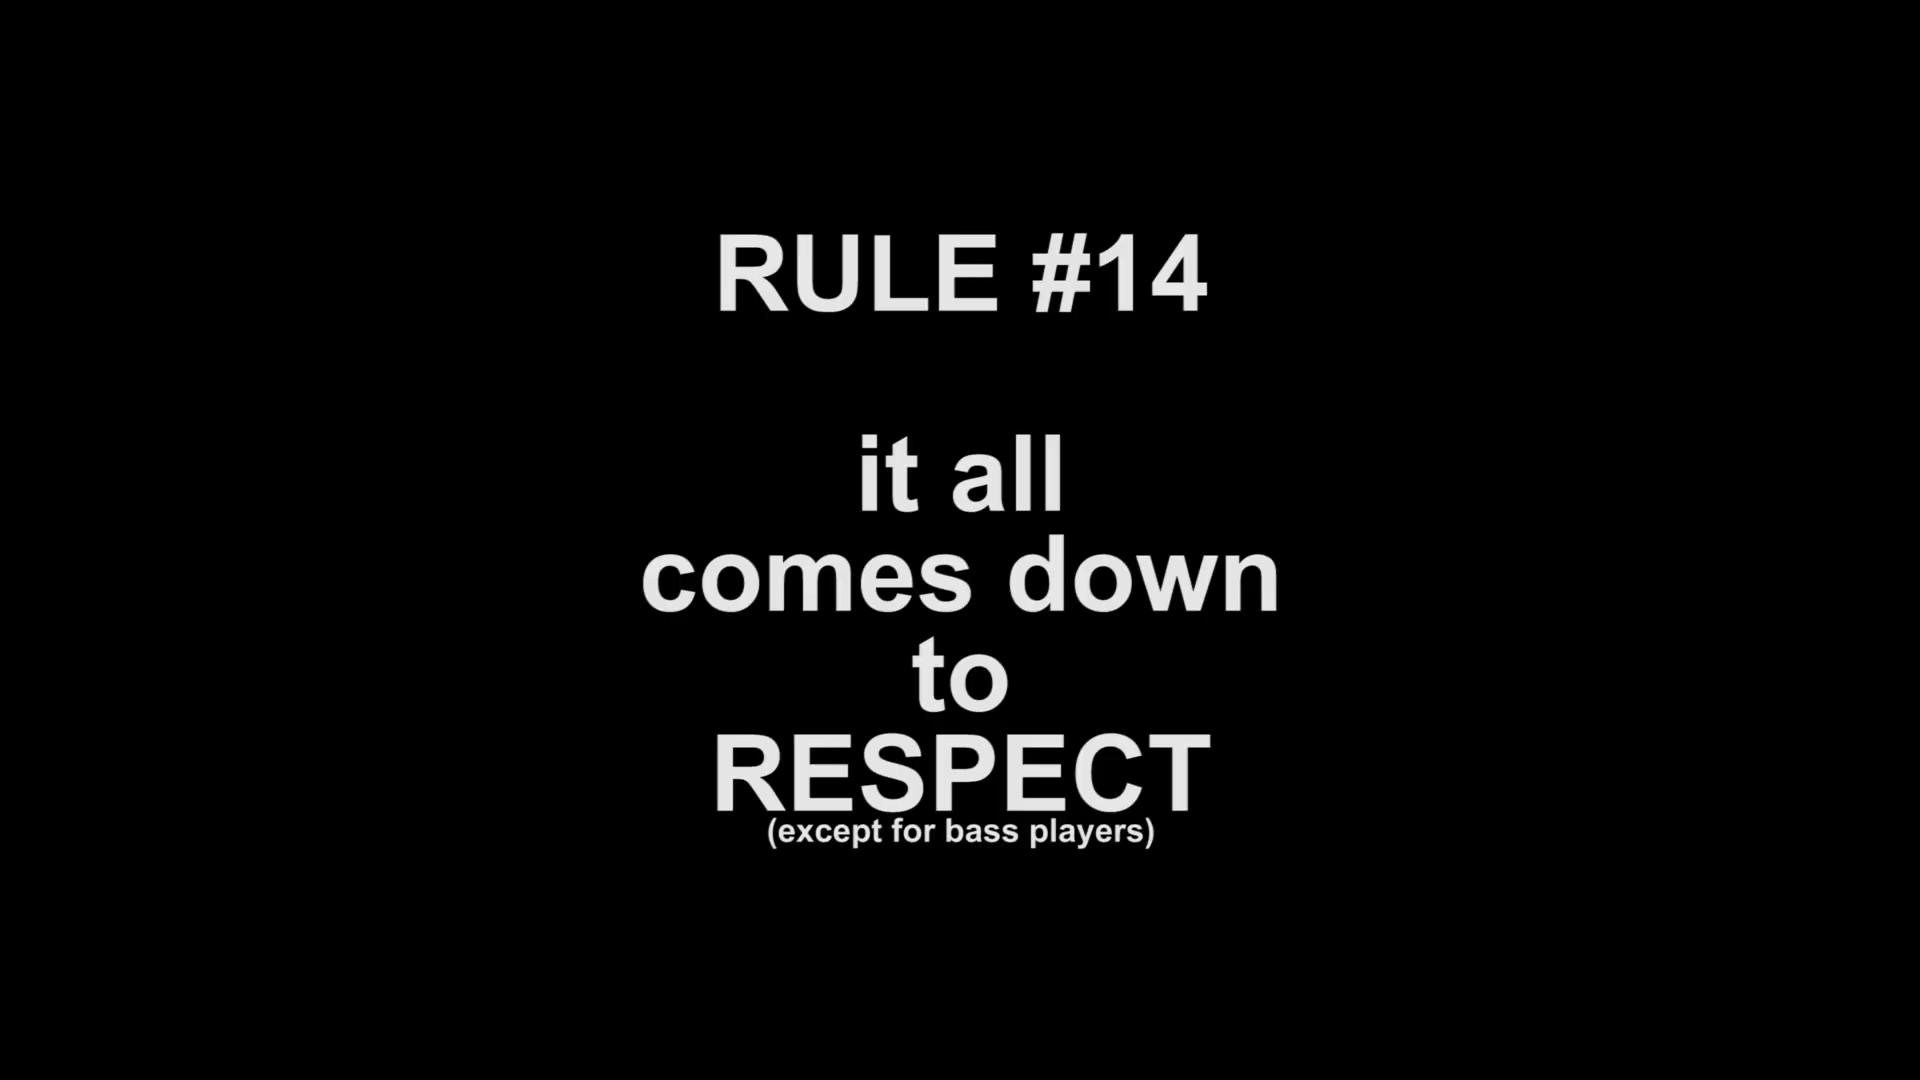 RULE #14
it all
comes down
to
RESPECT
(except for bass players)